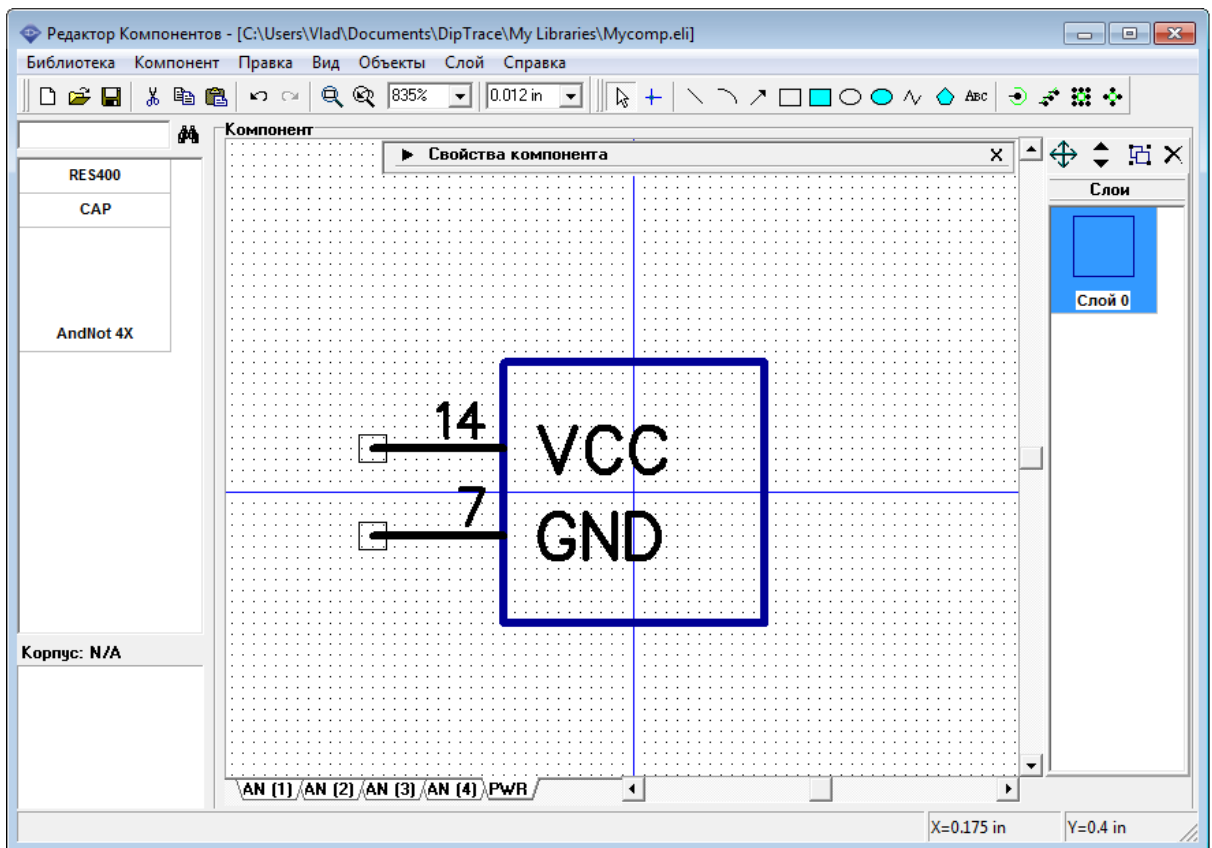 Редактор Компонентов - [C:\Users\Vlad\Documents\DipTrace\My Libraries\Mycomp.eli]
Библиотека Компонент Правка Вид Объекты Слой Справка
835% 0.012 in ABC
Компонент
Свойства компонента X
RES400
CAP
AndNot 4X
Слои
Слой 0
14
VCC
7
GND
Корпус: N/A
AN (1) AN (2) AN (3) AN (4) PWR
X=0.175 in Y=0.4 in